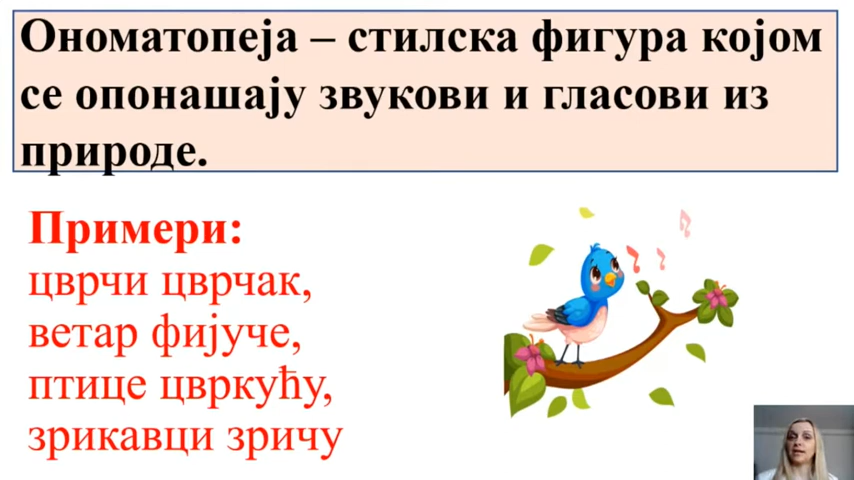 Ономатопеја – стилска фигура којом
се опонашају звукови и гласови из
природе.
Примери:
цврчи цврчак,
ветар фијуче,
птице цвркућу,
зрикавци зричу